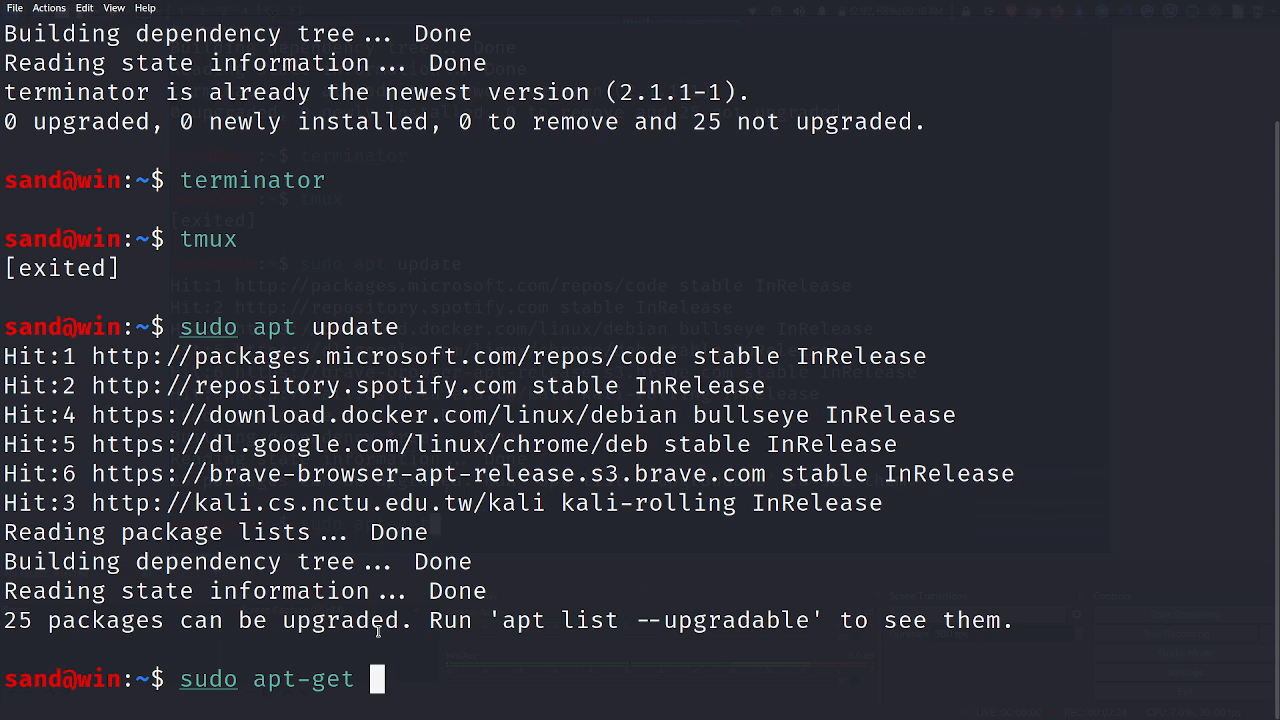 File Actions Edit View Help
Building dependency tree... Done
Reading state information... Done
terminator is already the newest version (2.1.1-1).
0 upgraded, 0 newly installed, 0 to remove and 25 not upgraded.
sand@win:~$ terminator
sand@win:~$ tmux
[exited]
sand@win:~$ sudo apt update
Hit:1 http://packages.microsoft.com/repos/code stable InRelease
Hit:2 http://repository.spotify.com stable InRelease
Hit:4 https://download.docker.com/linux/debian bullseye InRelease
Hit:5 https://dl.google.com/linux/chrome/deb stable InRelease
Hit:6 https://brave-browser-apt-release.s3.brave.com stable InRelease
Hit:3 http://kali.cs.nctu.edu.tw/kali kali-rolling InRelease
Reading package lists... Done
Building dependency tree... Done
Reading state information... Done
25 packages can be upgraded. Run 'apt list --upgradable' to see them.
sand@win:~$ sudo apt-get